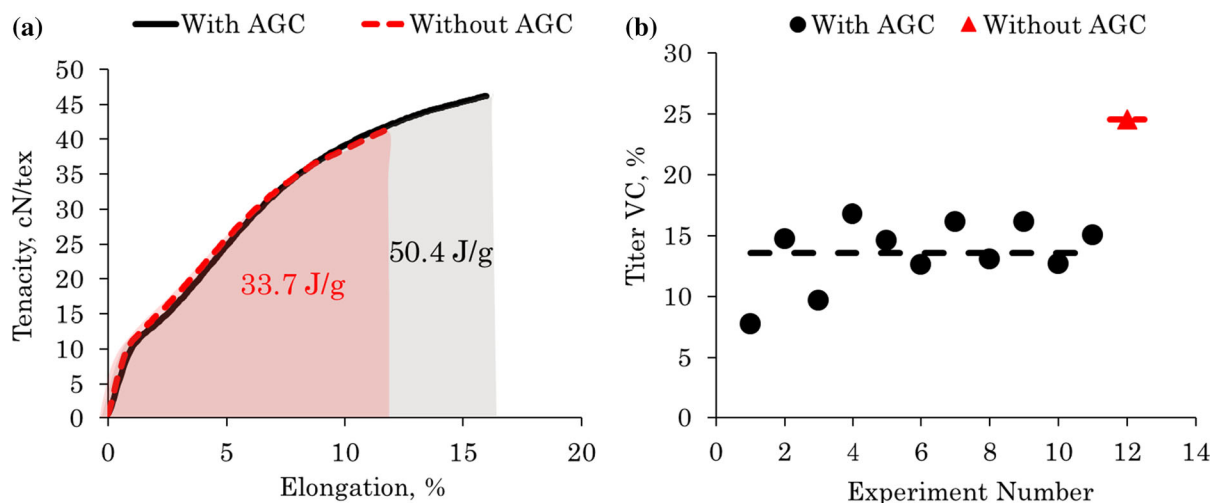 (a)
With AGC
Without AGC
50
45
40
35
30
25
20
15
10
5
0
Tenacity, cN/tex
50.4 J/g
33.7 J/g
0
5
10
15
20
Elongation, %
(b)
With AGC
Without AGC
30
25
20
15
10
5
0
Titer VC, %
0
2
4
6
8
10
12
14
Experiment Number